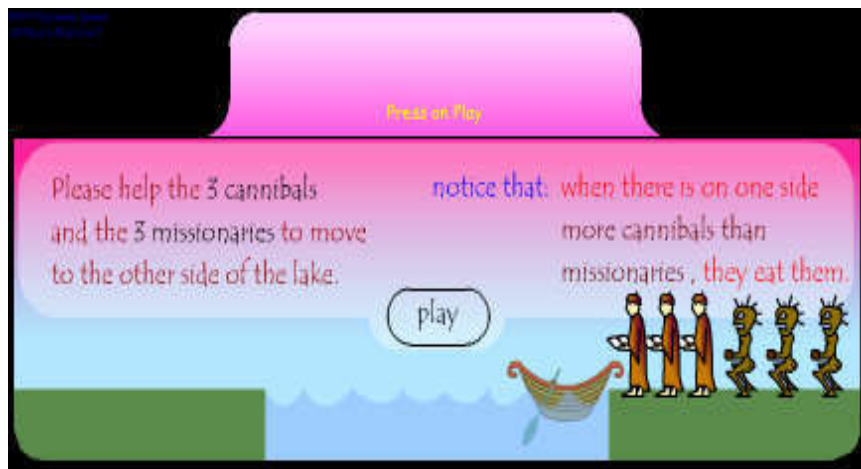 Press on Play
Please help the 3 cannibals
and the 3 missionaries to move
to the other side of the lake.
notice that: when there is on one side
more cannibals than
missionaries , they eat them.
play